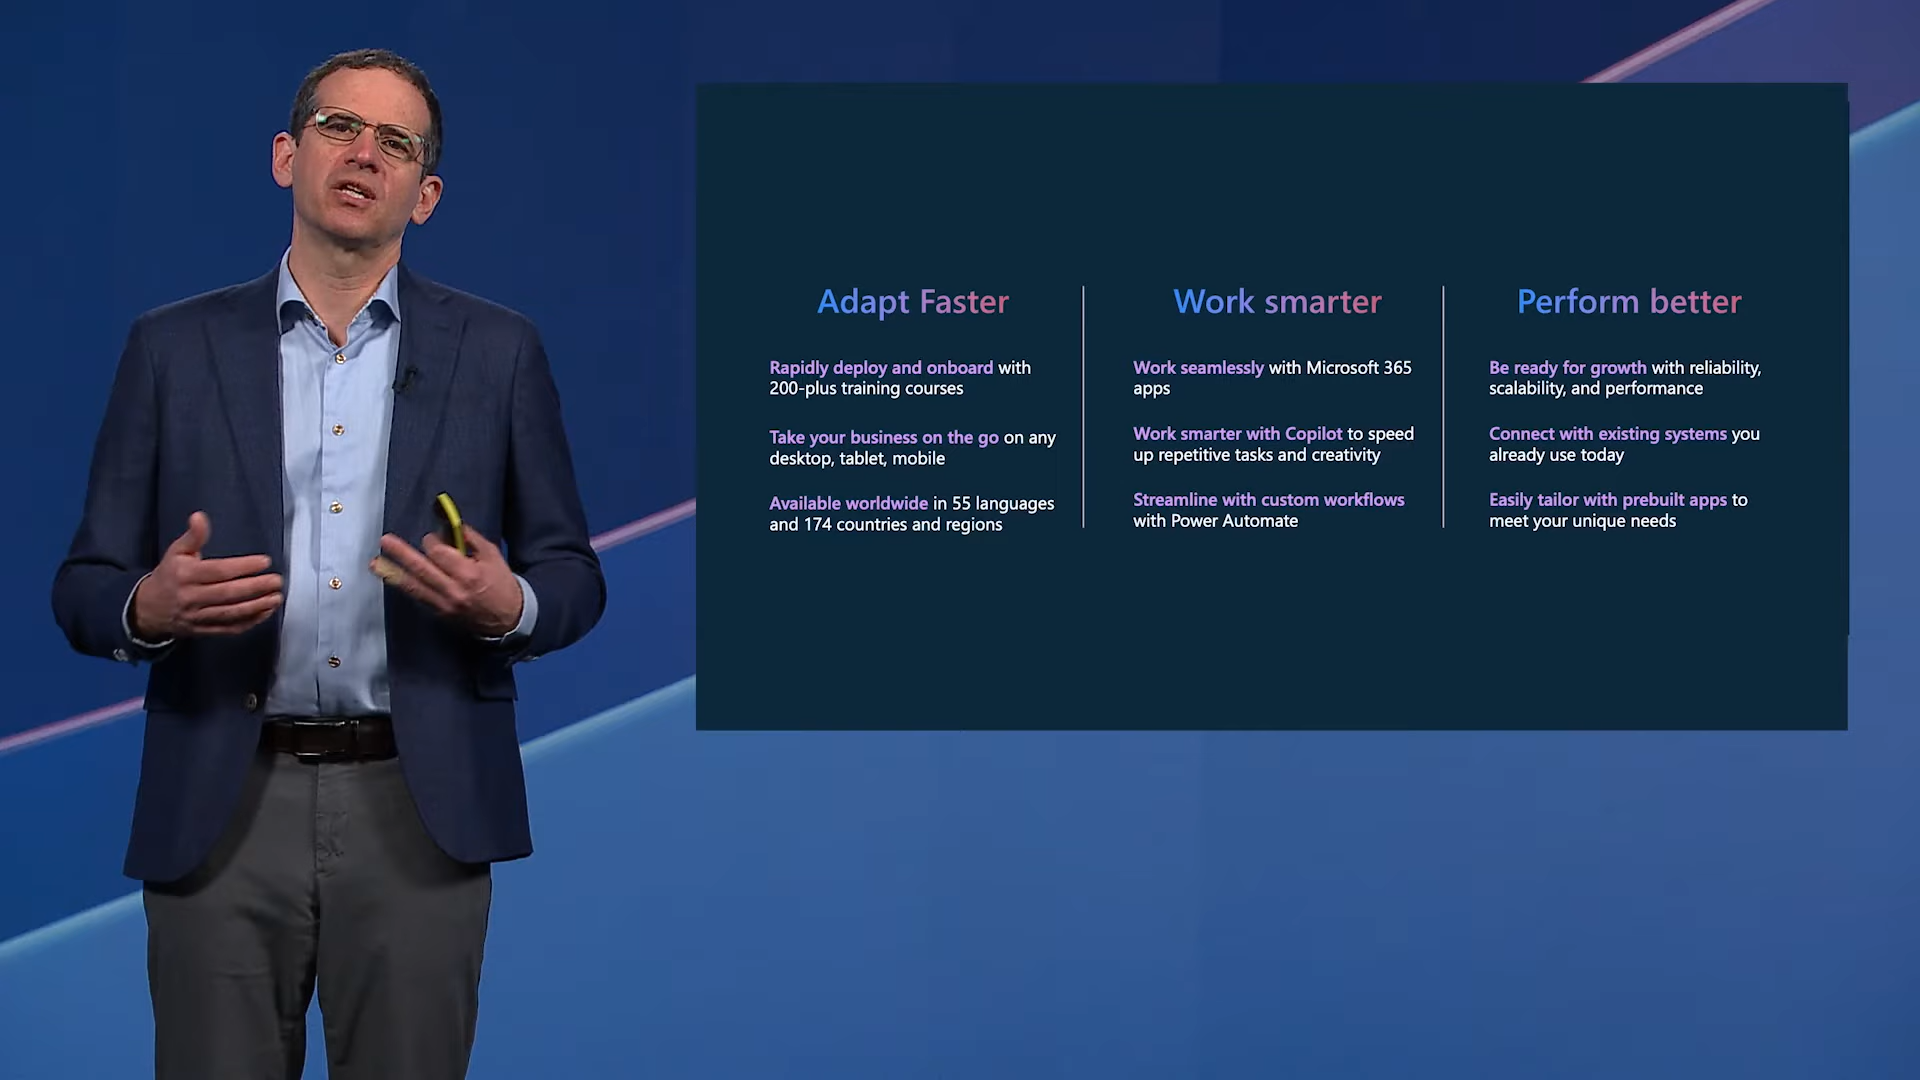 Adapt Faster
Rapidly deploy and onboard with
200-plus training courses
Take your business on the go on any
desktop, tablet, mobile
Available worldwide in 55 languages
and 174 countries and regions
Work smarter
Work seamlessly with Microsoft 365
apps
Work smarter with Copilot to speed
up repetitive tasks and creativity
Streamline with custom workflows
with Power Automate
Perform better
Be ready for growth with reliability,
scalability, and performance
Connect with existing systems you
already use today
Easily tailor with prebuilt apps to
meet your unique needs